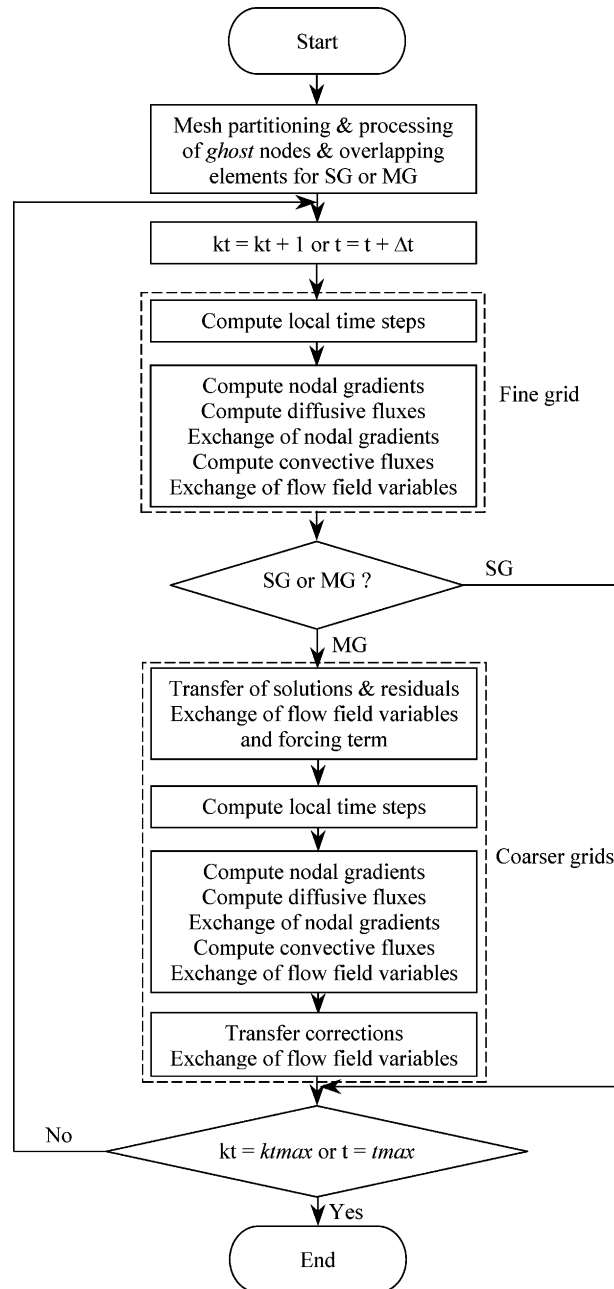 Start
Mesh partitioning & processing
of ghost nodes & overlapping
elements for SG or MG
kt = kt + 1 or t = t + Δt
Compute local time steps
Compute nodal gradients
Compute diffusive fluxes
Exchange of nodal gradients
Compute convective fluxes
Exchange of flow field variables
Fine grid
SG or MG ?
SG
MG
Transfer of solutions & residuals
Exchange of flow field variables
and forcing term
Compute local time steps
Compute nodal gradients
Compute diffusive fluxes
Exchange of nodal gradients
Compute convective fluxes
Exchange of flow field variables
Coarser grids
Transfer corrections
Exchange of flow field variables
No
kt = ktmax or t = tmax
Yes
End